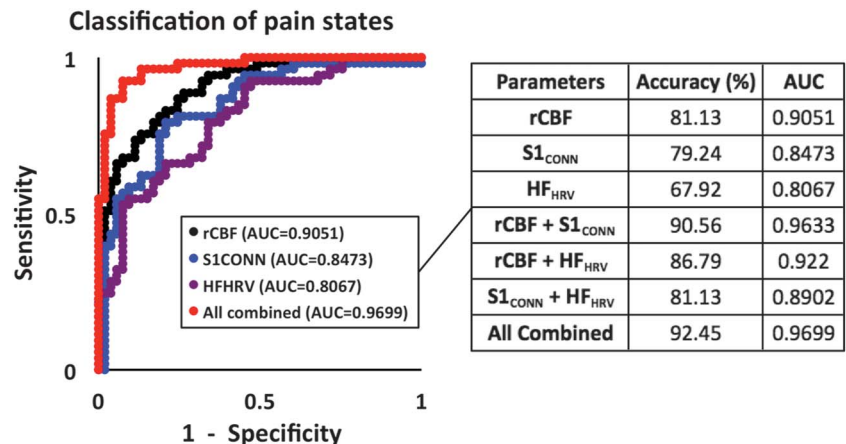 Classification of pain states
1
0.5
0
Sensitivity
0
0.5
1
1 - Specificity
rCBF (AUC=0.9051)
S1CONN (AUC=0.8473)
HFHRV (AUC=0.8067)
All combined (AUC=0.9699)
Parameters Accuracy (%) AUC
rCBF 81.13 0.9051
S1CONN 79.24 0.8473
HFHRV 67.92 0.8067
rCBF + S1CONN 90.56 0.9633
rCBF + HFHRV 86.79 0.922
S1CONN + HFHRV 81.13 0.8902
All Combined 92.45 0.9699